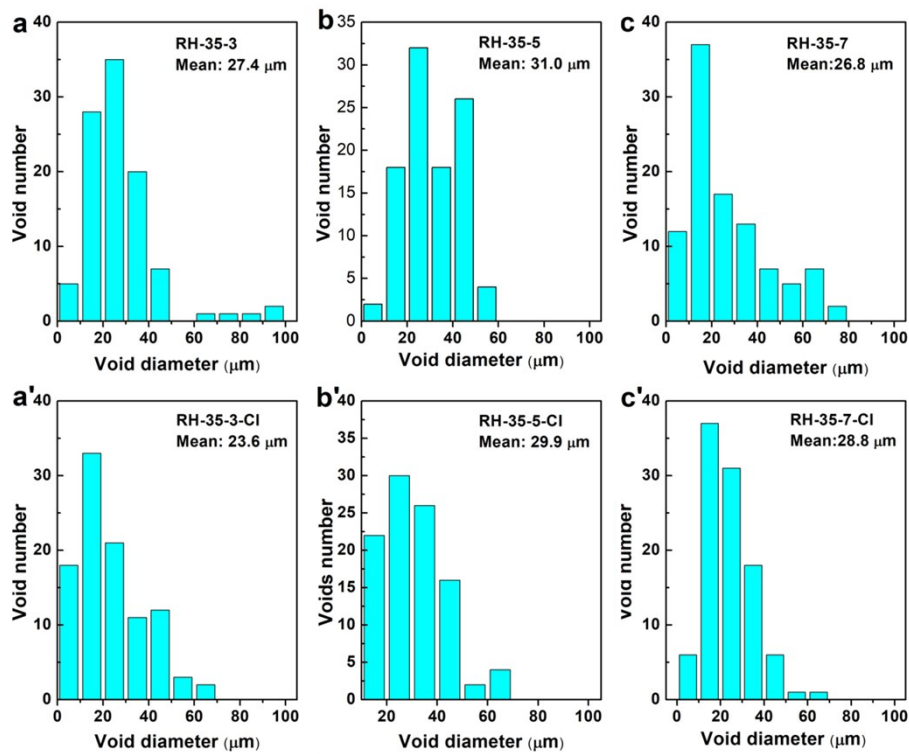 a
RH-35-3
Mean: 27.4 μm
Void number
40
30
20
10
0
0 20 40 60 80 100
Void diameter (μm)
b
RH-35-5
Mean: 31.0 μm
Void number
35
30
25
20
15
10
5
0
0 20 40 60 80 100
Void diameter (μm)
c
RH-35-7
Mean:26.8 μm
Void number
40
30
20
10
0
0 20 40 60 80 100
Void diameter (μm)
a'
RH-35-3-Cl
Mean: 23.6 μm
Void number
40
30
20
10
0
0 20 40 60 80 100
Void diameter (μm)
b'
RH-35-5-Cl
Mean: 29.9 μm
Voids number
40
35
30
25
20
15
10
5
0
20 40 60 80 100
Void diameter (μm)
c'
RH-35-7-Cl
Mean:28.8 μm
Void number
40
30
20
10
0
0 20 40 60 80 100
Void diameter (μm)